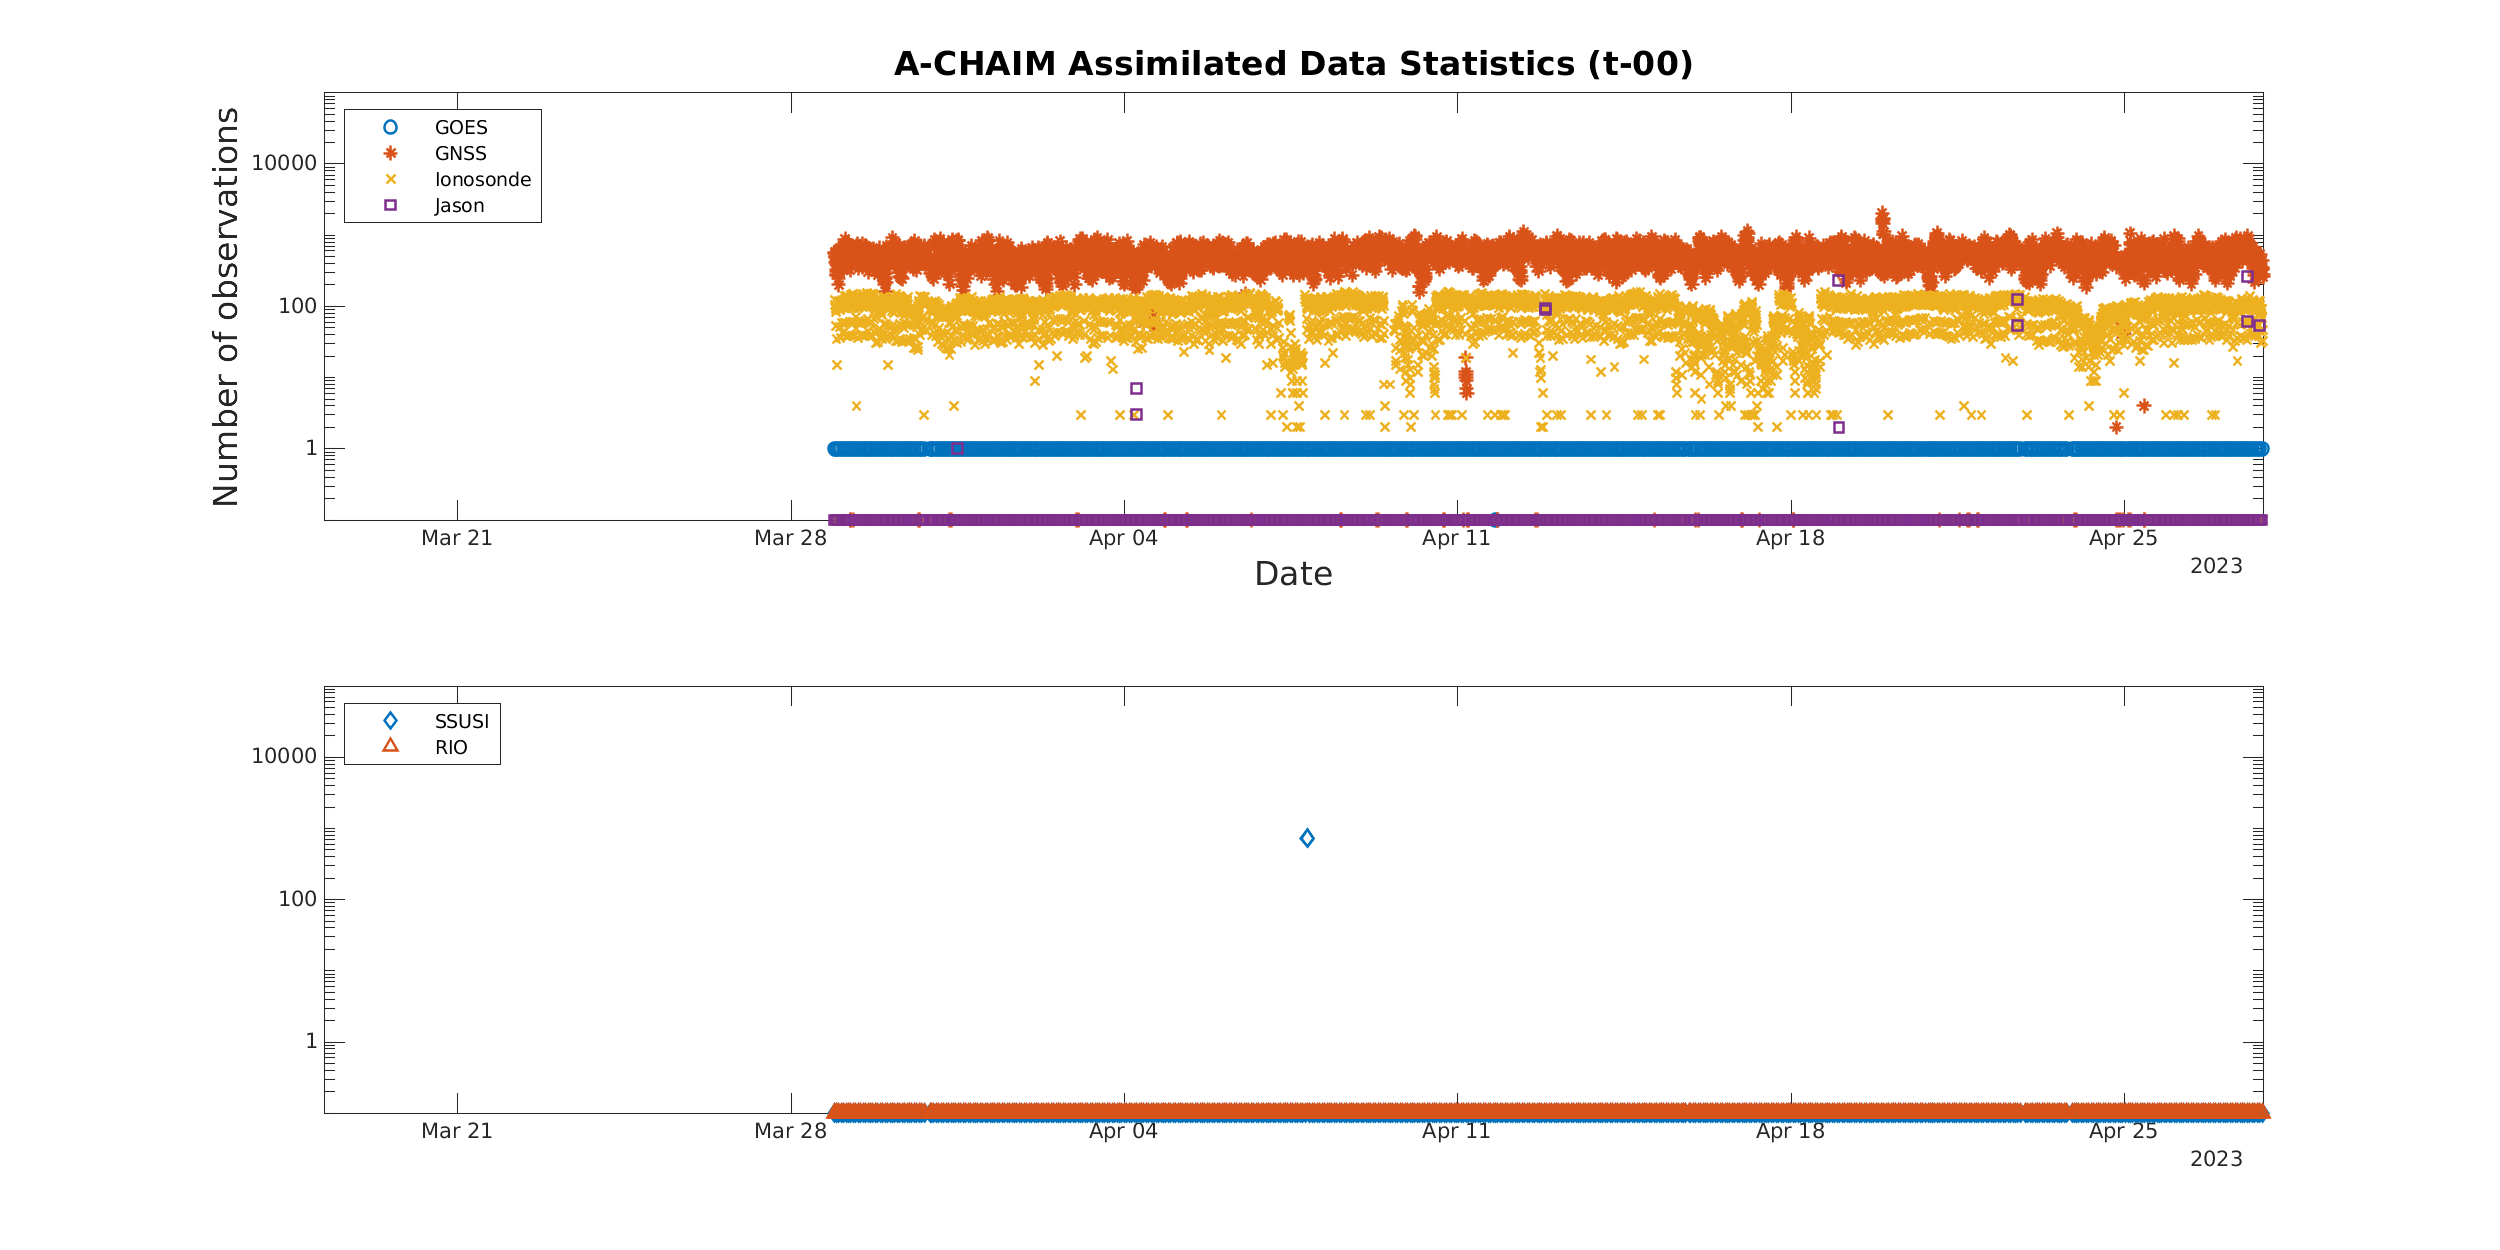 A-CHAIM Assimilated Data Statistics (t-00)
Number of observations
GOES
GNSS
Ionosonde
Jason
10000
100
1
Mar 21 Mar 28 Apr 04 Apr 11 Apr 18 Apr 25
2023
Date
SSUSI
RIO
10000
100
1
Mar 21 Mar 28 Apr 04 Apr 11 Apr 18 Apr 25
2023